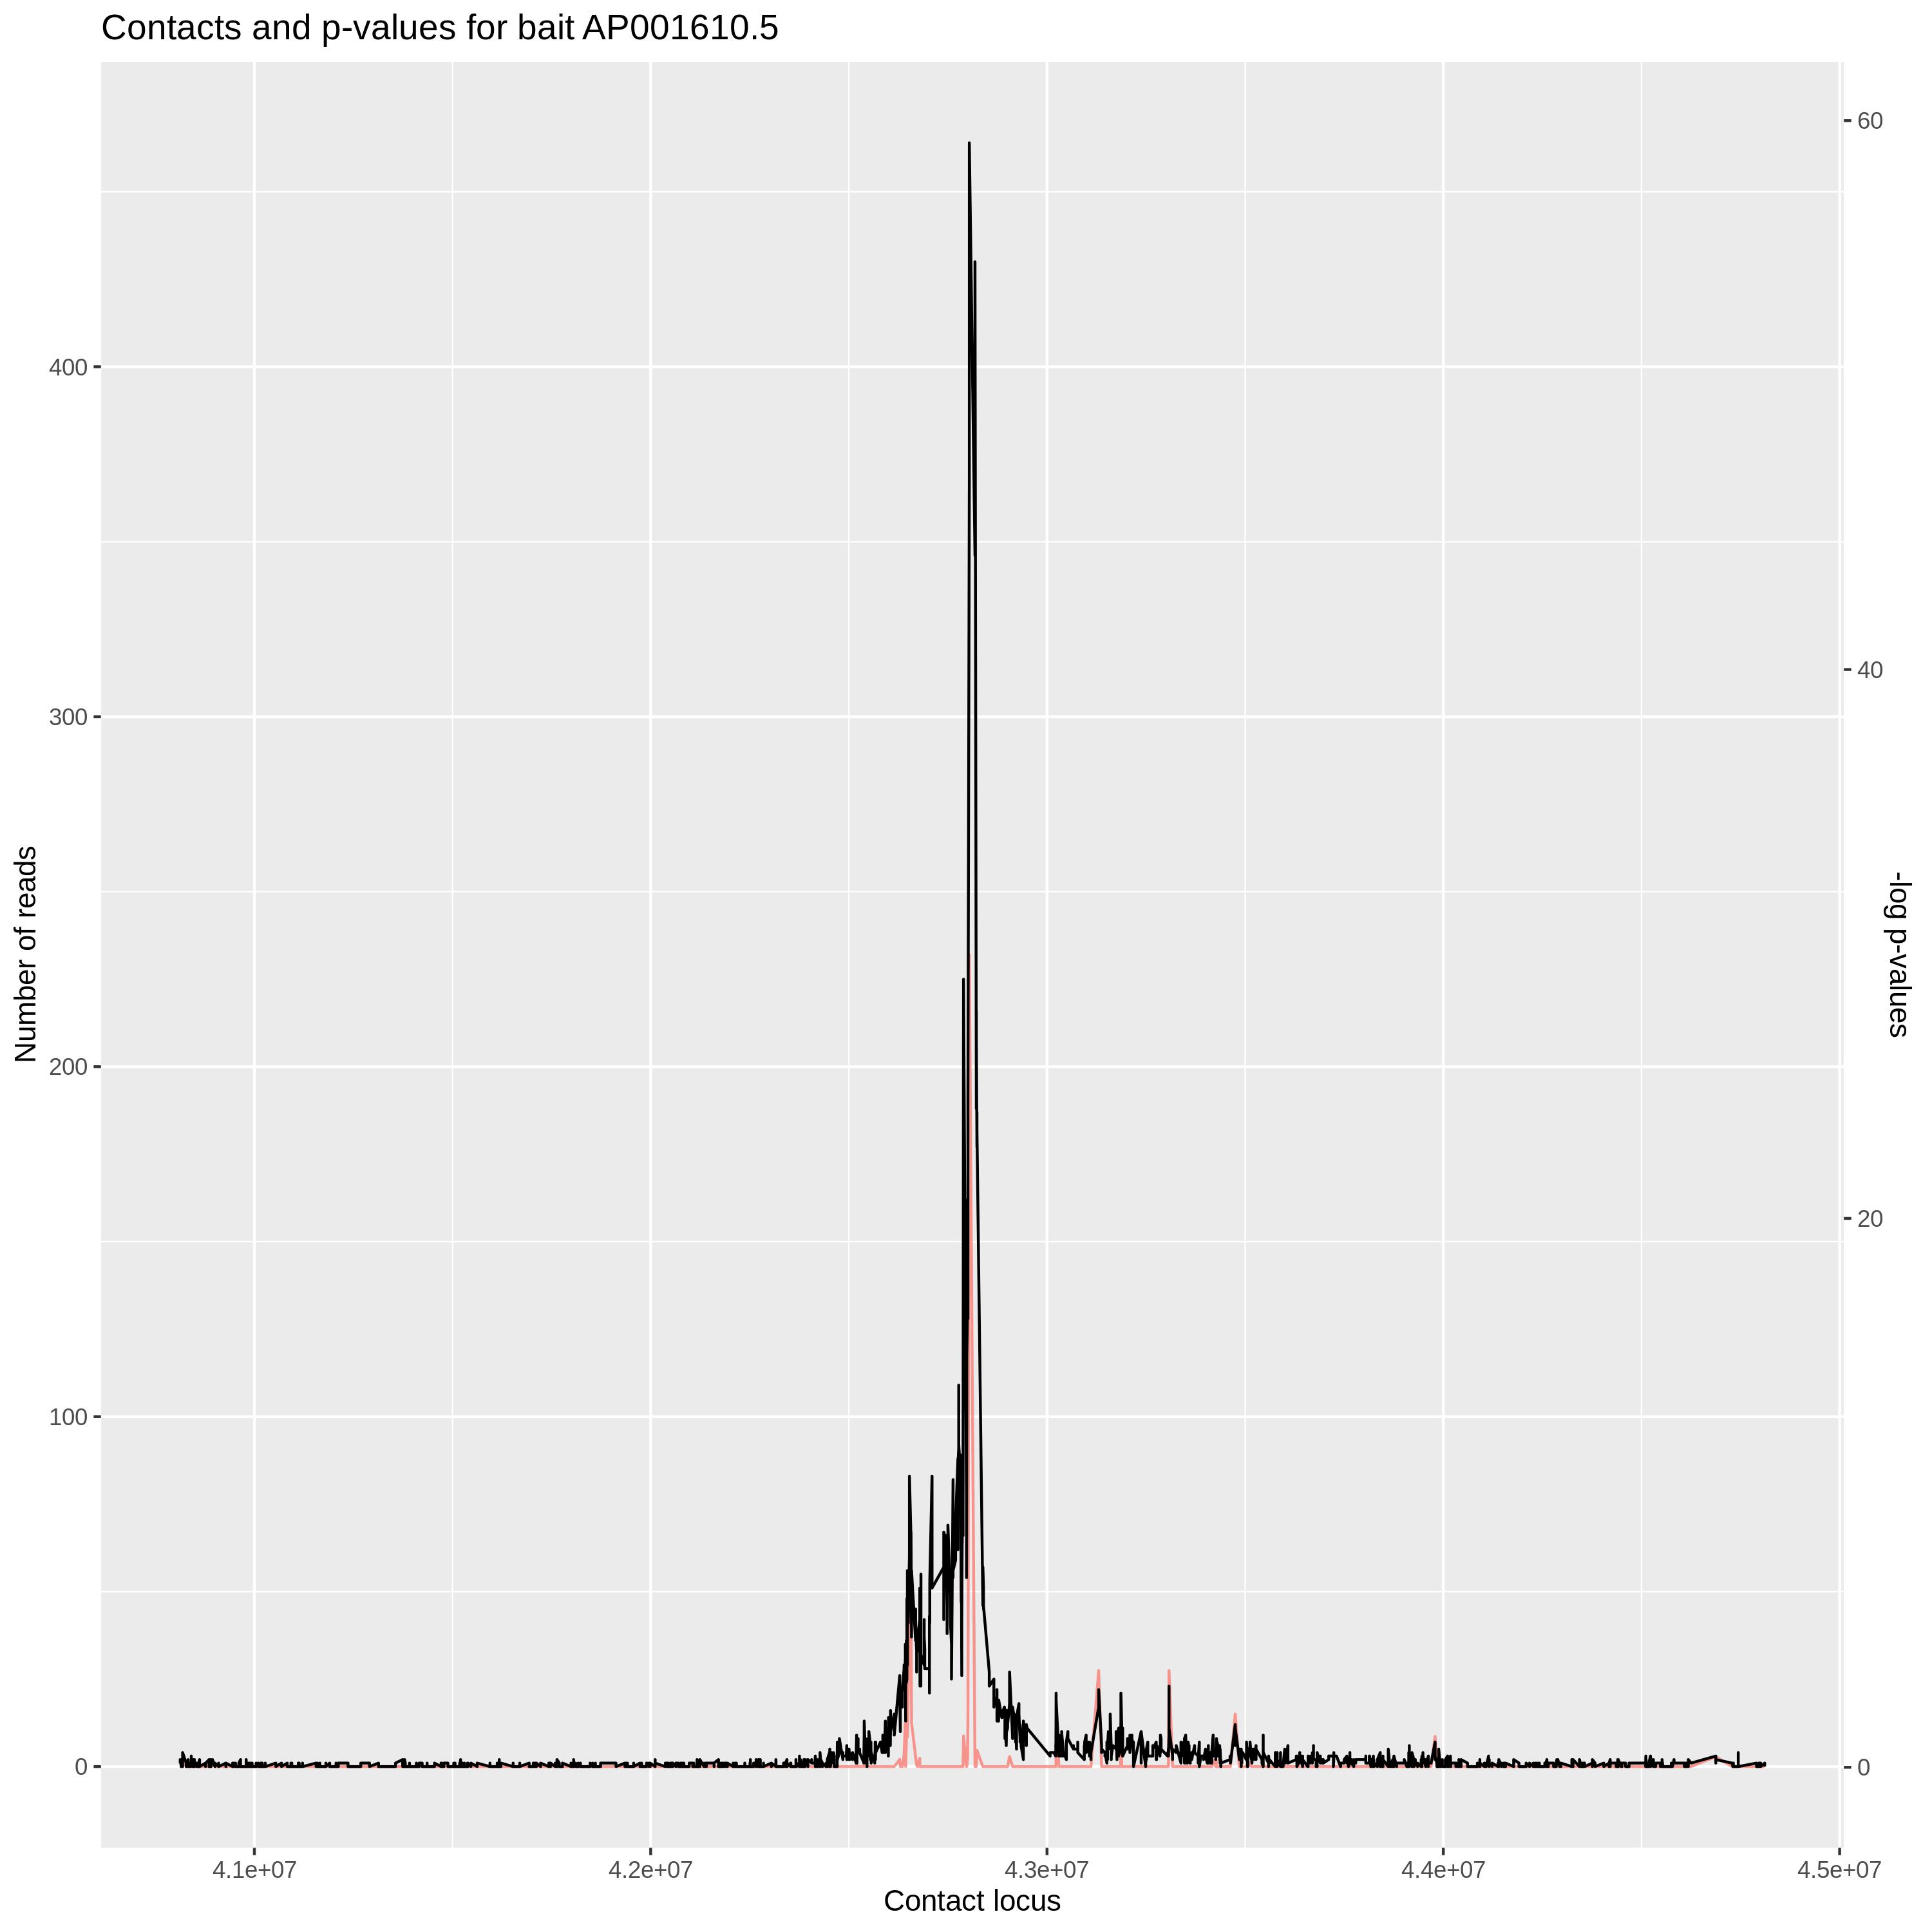 Contacts and p-values for bait AP001610.5
Number of reads
400
300
200
100
0
60
40
20
0
-log p-values
4.1e+07
4.2e+07
4.3e+07
4.4e+07
4.5e+07
Contact locus